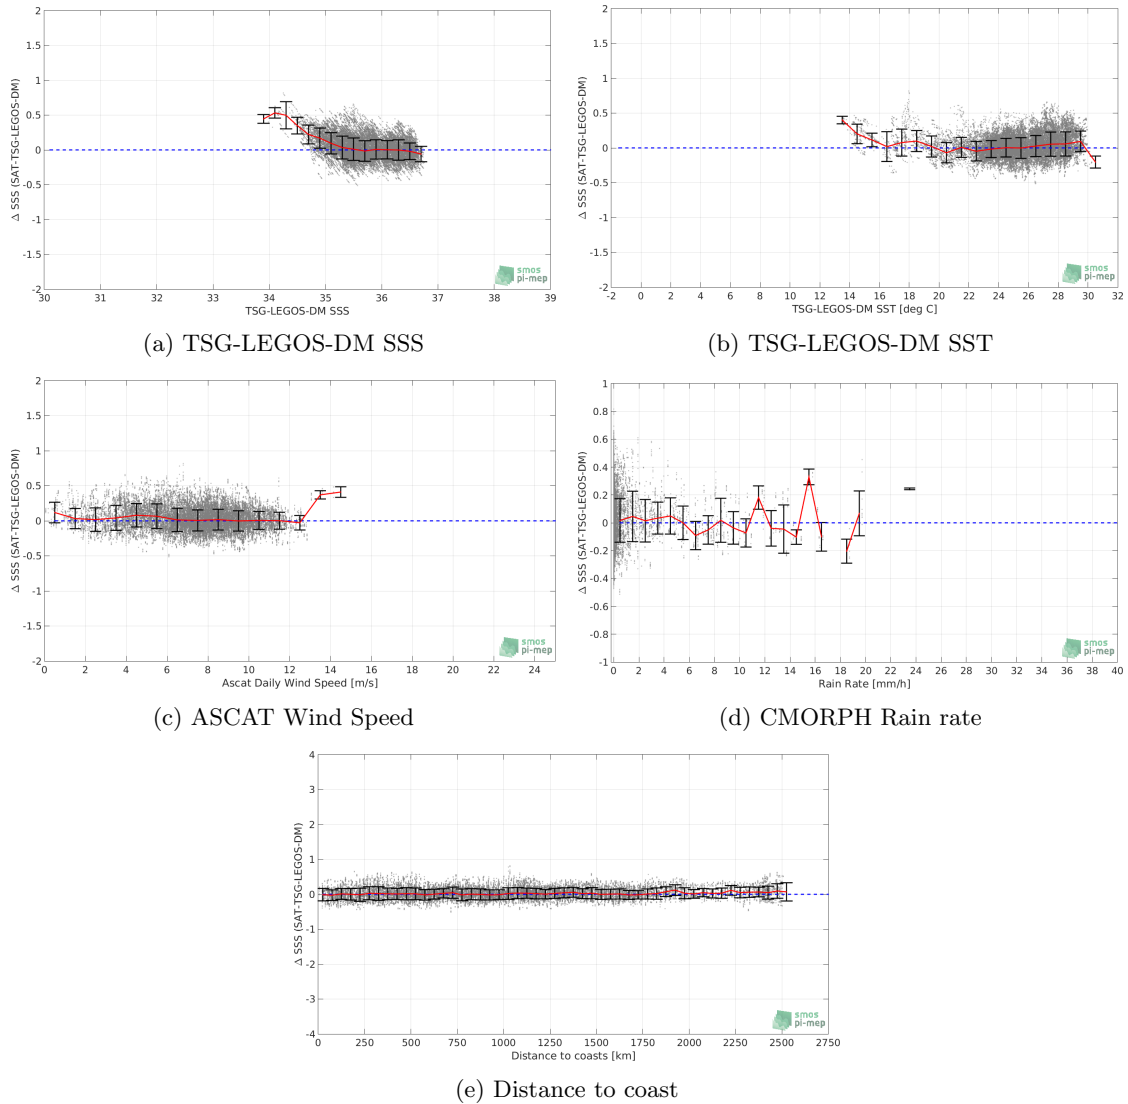 2
1.5
1
0.5
0
-0.5
-1
-1.5
-2
Δ SSS (SAT-TSG-LEGOS-DM)
30 31 32 33 34 35 36 37 38 39
TSG-LEGOS-DM SSS
smos
pi-mep
(a) TSG-LEGOS-DM SSS
2
1.5
1
0.5
0
-0.5
-1
-1.5
-2
Δ SSS (SAT-TSG-LEGOS-DM)
-2 0 2 4 6 8 10 12 14 16 18 20 22 24 26 28 30 32
TSG-LEGOS-DM SST [deg C]
smos
pi-mep
(b) TSG-LEGOS-DM SST
2
1.5
1
0.5
0
-0.5
-1
-1.5
-2
Δ SSS (SAT-TSG-LEGOS-DM)
0 2 4 6 8 10 12 14 16 18 20 22 24
Ascat Daily Wind Speed [m/s]
smos
pi-mep
(c) ASCAT Wind Speed
1
0.8
0.6
0.4
0.2
0
-0.2
-0.4
-0.6
-0.8
-1
Δ SSS (SAT-TSG-LEGOS-DM)
0 2 4 6 8 10 12 14 16 18 20 22 24 26 28 30 32 34 36 38 40
Rain Rate [mm/h]
smos
pi-mep
(d) CMORPH Rain rate
4
3
2
1
0
-1
-2
-3
-4
Δ SSS (SAT-TSG-LEGOS-DM)
0 250 500 750 1000 1250 1500 1750 2000 2250 2500 2750
Distance to coasts [km]
smos
pi-mep
(e) Distance to coast